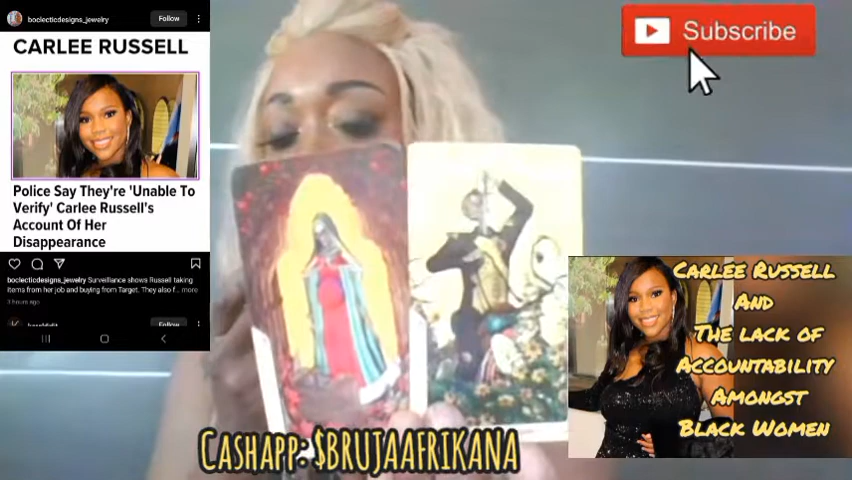 boclecticdesigns_jewelry
Follow
CARLEE RUSSELL
Police Say They're 'Unable To
Verify' Carlee Russell's
Account Of Her
Disappearance
boclecticdesigns_jewelry Surveillance shows Russell taking
items from her job and buying from Target. They also f... more
3 hours ago
Follow
Subscribe
CARLEE RUSSELL
AND
THE LACK OF
ACCOUNTABILITY
AMONGST
BLACK WOMEN
CASHAPP: $BRUJAAFRIKANA